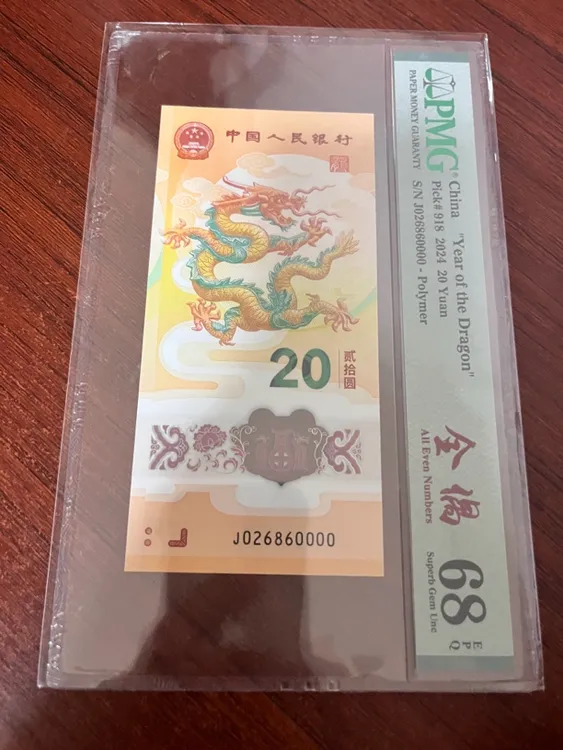 中国人民银行
20
贰拾圆
J026860000
PMG®
PAPER MONEY GUARANTY
China "Year of the Dragon"
Pick# 918 2024 20 Yuan
S/N J026860000 - Polymer
全偶
All Even Numbers
68
EPQ
Superb Gem Unc